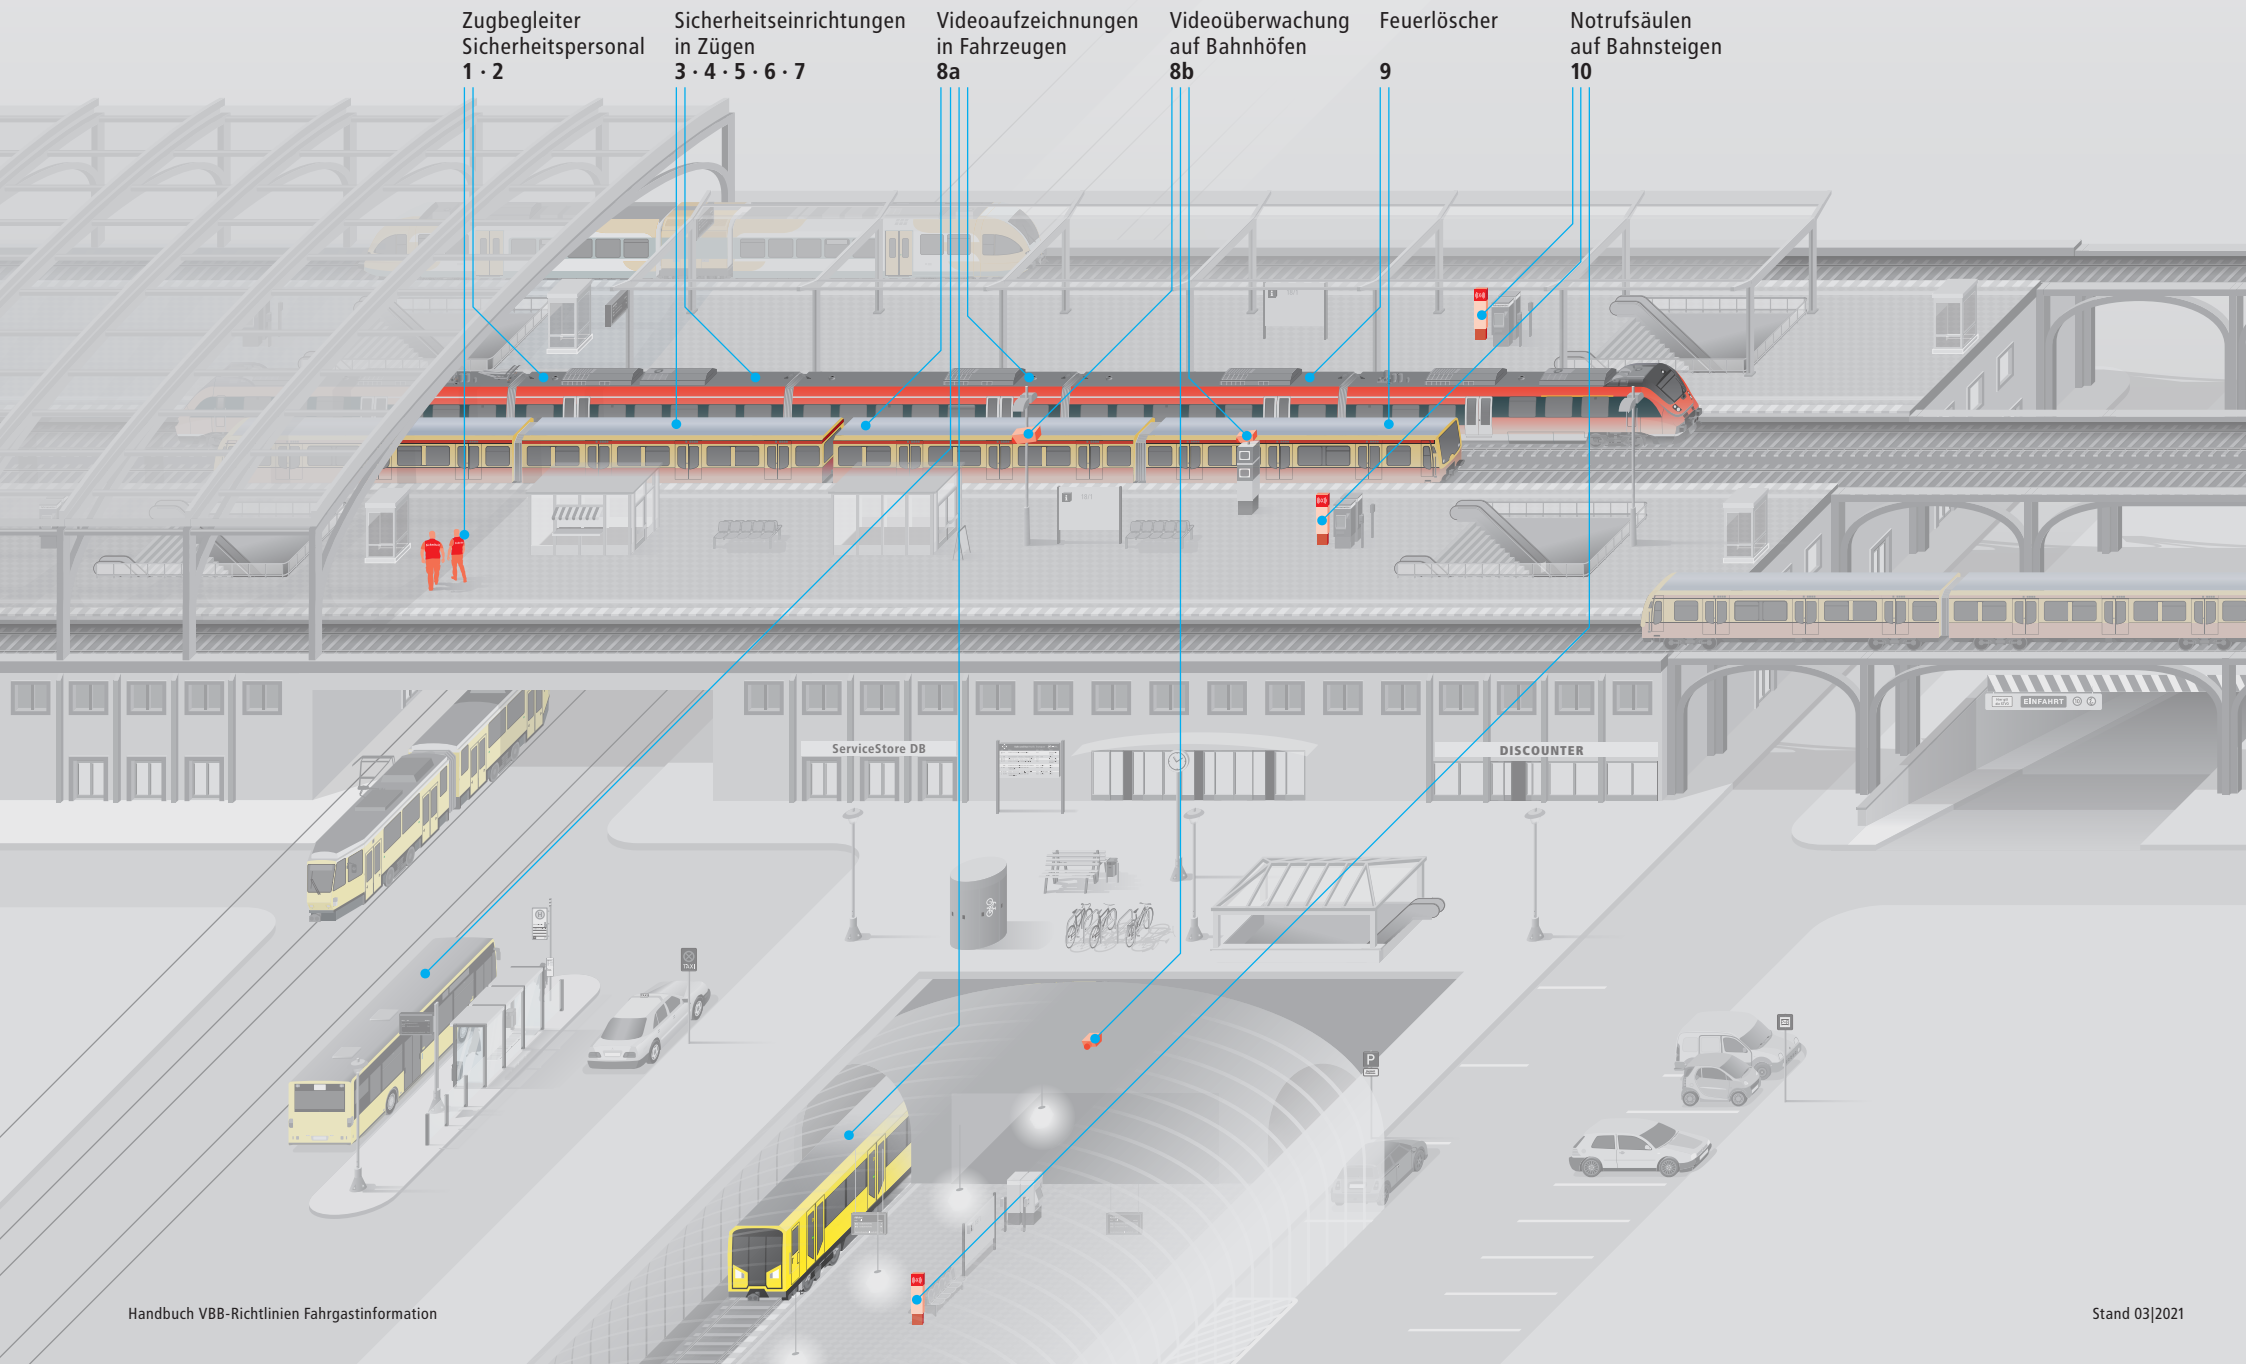 Zugbegleiter
Sicherheitspersonal
1 · 2
Sicherheitseinrichtungen
in Zügen
3 · 4 · 5 · 6 · 7
Videoaufzeichnungen
in Fahrzeugen
8a
Videoüberwachung
auf Bahnhöfen
8b
Feuerlöscher
9
Notrufsäulen
auf Bahnsteigen
10
EINFAHRT
ServiceStore DB
DISCOUNTER
H
TAXI
P
Handbuch VBB-Richtlinien Fahrgastinformation
Stand 03|2021